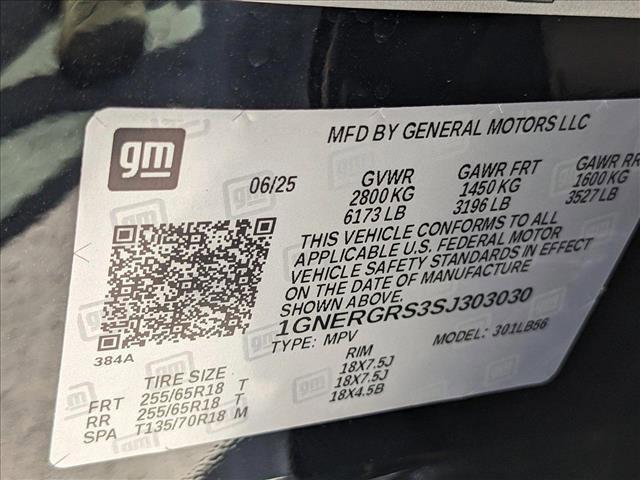 gm
MFD BY GENERAL MOTORS LLC
06/25
GVWR GAWR FRT GAWR RR
2800 KG 1450 KG 1600 KG
6173 LB 3196 LB 3527 LB
THIS VEHICLE CONFORMS TO ALL
APPLICABLE U.S. FEDERAL MOTOR
VEHICLE SAFETY STANDARDS IN EFFECT
ON THE DATE OF MANUFACTURE
SHOWN ABOVE.
1GNERGRS3SJ303030
TYPE: MPV MODEL: 301LB56
384A
TIRE SIZE RIM
FRT 255/65R18 T 18X7.5J
RR 255/65R18 T 18X7.5J
SPA T135/70R18 M 18X4.5B